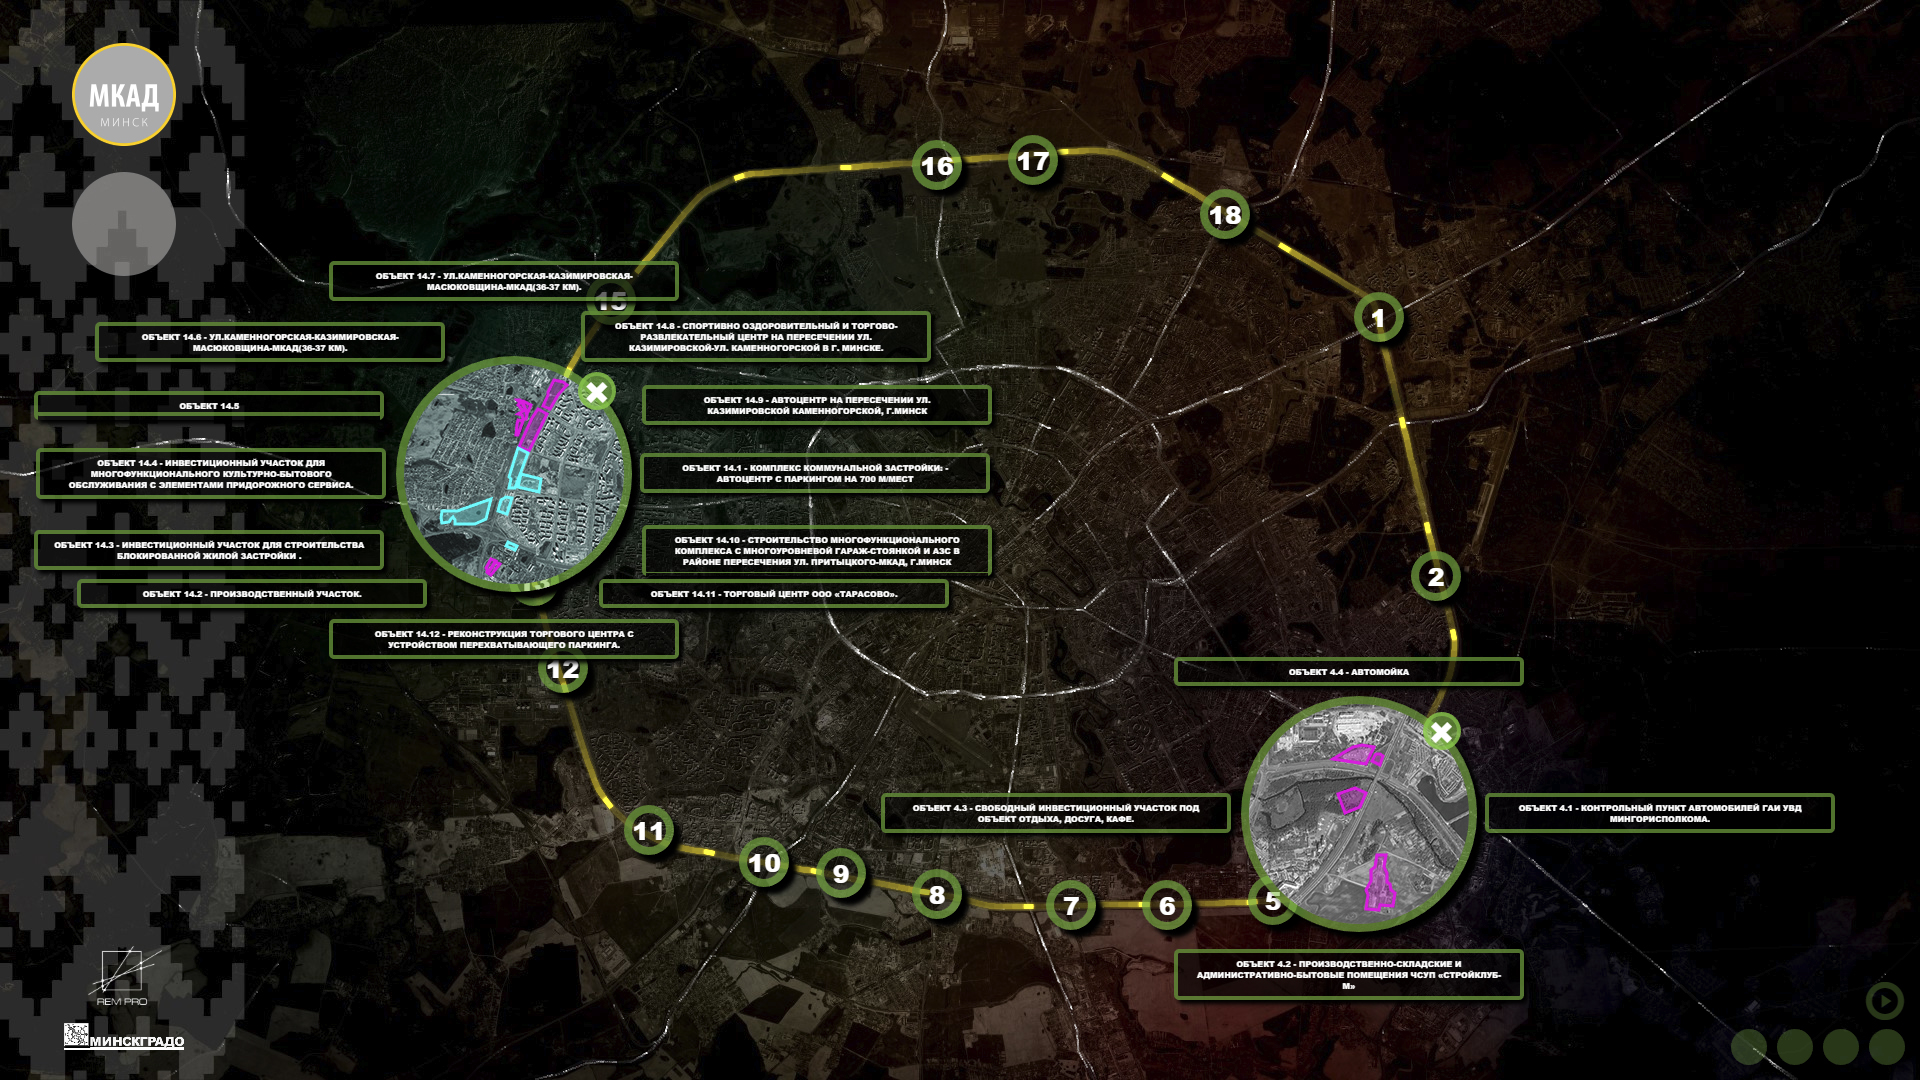 МКАД
МИНСК
16
17
18
15
1
ОБЪЕКТ 14.7 - УЛ.КАМЕННОГОРСКАЯ-КАЗИМИРОВСКАЯ-
МАСЮКОВЩИНА-МКАД(36-37 КМ).
ОБЪЕКТ 14.6 - УЛ.КАМЕННОГОРСКАЯ-КАЗИМИРОВСКАЯ-
МАСЮКОВЩИНА-МКАД(36-37 КМ).
ОБЪЕКТ 14.8 - СПОРТИВНО ОЗДОРОВИТЕЛЬНЫЙ И ТОРГОВО-
РАЗВЛЕКАТЕЛЬНЫЙ ЦЕНТР НА ПЕРЕСЕЧЕНИИ УЛ.
КАЗИМИРОВСКОЙ-УЛ. КАМЕННОГОРСКОЙ В Г. МИНСКЕ.
ОБЪЕКТ 14.5
ОБЪЕКТ 14.9 - АВТОЦЕНТР НА ПЕРЕСЕЧЕНИИ УЛ.
КАЗИМИРОВСКОЙ КАМЕННОГОРСКОЙ, Г.МИНСК
ОБЪЕКТ 14.4 - ИНВЕСТИЦИОННЫЙ УЧАСТОК ДЛЯ
МНОГОФУНКЦИОНАЛЬНОГО КУЛЬТУРНО-БЫТОВОГО
ОБСЛУЖИВАНИЯ С ЭЛЕМЕНТАМИ ПРИДОРОЖНОГО СЕРВИСА.
ОБЪЕКТ 14.1 - КОМПЛЕКС КОММУНАЛЬНОЙ ЗАСТРОЙКИ: -
АВТОЦЕНТР С ПАРКИНГОМ НА 700 М/МЕСТ
ОБЪЕКТ 14.3 - ИНВЕСТИЦИОННЫЙ УЧАСТОК ДЛЯ СТРОИТЕЛЬСТВА
БЛОКИРОВАННОЙ ЖИЛОЙ ЗАСТРОЙКИ .
ОБЪЕКТ 14.10 - СТРОИТЕЛЬСТВО МНОГОФУНКЦИОНАЛЬНОГО
КОМПЛЕКСА С МНОГОУРОВНЕВОЙ ГАРАЖ-СТОЯНКОЙ И АЗС В
РАЙОНЕ ПЕРЕСЕЧЕНИЯ УЛ. ПРИТЫЦКОГО-МКАД, Г.МИНСК
2
ОБЪЕКТ 14.2 - ПРОИЗВОДСТВЕННЫЙ УЧАСТОК.
ОБЪЕКТ 14.11 - ТОРГОВЫЙ ЦЕНТР ООО «ТАРАСОВО».
ОБЪЕКТ 14.12 - РЕКОНСТРУКЦИЯ ТОРГОВОГО ЦЕНТРА С
УСТРОЙСТВОМ ПЕРЕХВАТЫВАЮЩЕГО ПАРКИНГА.
12
ОБЪЕКТ 4.4 - АВТОМОЙКА
ОБЪЕКТ 4.3 - СВОБОДНЫЙ ИНВЕСТИЦИОННЫЙ УЧАСТОК ПОД
ОБЪЕКТ ОТДЫХА, ДОСУГА, КАФЕ.
ОБЪЕКТ 4.1 - КОНТРОЛЬНЫЙ ПУНКТ АВТОМОБИЛЕЙ ГАИ УВД
МИНГОРИСПОЛКОМА.
11
10
9
8
7
6
5
ОБЪЕКТ 4.2 - ПРОИЗВОДСТВЕННО-СКЛАДСКИЕ И
АДМИНИСТРАТИВНО-БЫТОВЫЕ ПОМЕЩЕНИЯ ЧСУП «СТРОЙКЛУБ-
М»
REM PRO
МИНСКГРАДО